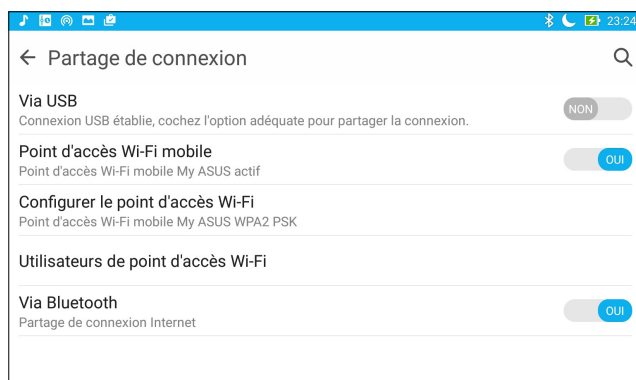 23:24
Partage de connexion
Via USB
NON
Connexion USB établie, cochez l'option adéquate pour partager la connexion.
Point d'accès Wi-Fi mobile
OUI
Point d'accès Wi-Fi mobile My ASUS actif
Configurer le point d'accès Wi-Fi
Point d'accès Wi-Fi mobile My ASUS WPA2 PSK
Utilisateurs de point d'accès Wi-Fi
Via Bluetooth
OUI
Partage de connexion Internet